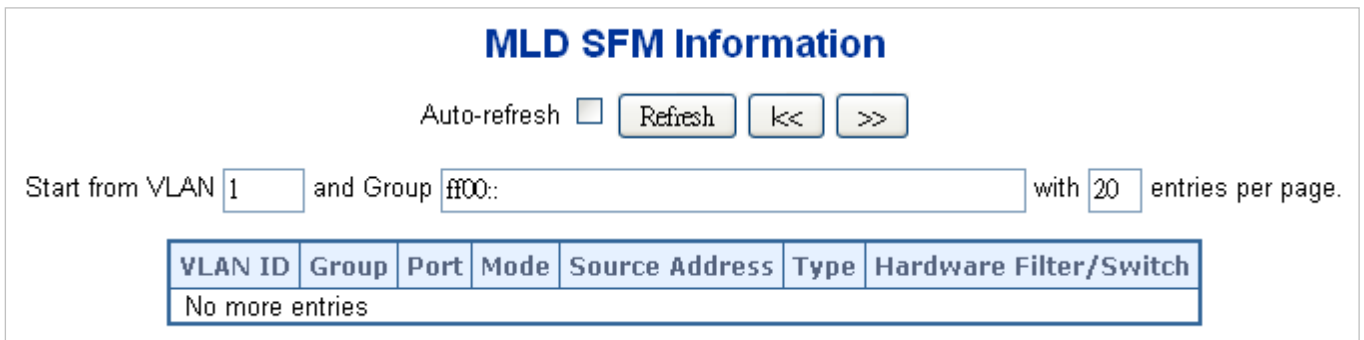 MLD SFM Information
Auto-refresh Refresh |<< >>
Start from VLAN 1 and Group ff00:: with 20 entries per page.
VLAN ID Group Port Mode Source Address Type Hardware Filter/Switch
No more entries